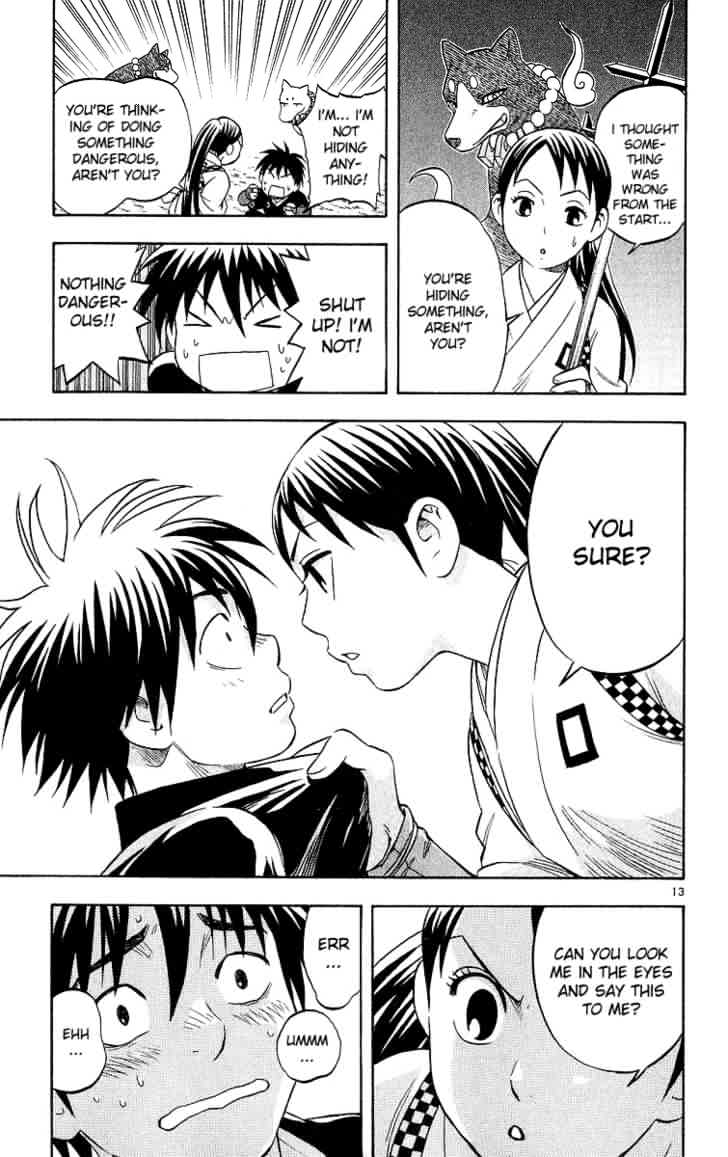 I THOUGHT
SOME-
THING
WAS
WRONG
FROM THE
START...
YOU'RE
HIDING
SOMETHING,
AREN'T
YOU?
I'M... I'M
NOT
HIDING
ANY-
THING!
YOU'RE THINK-
ING OF DOING
SOMETHING
DANGEROUS,
AREN'T YOU?
SHUT
UP! I'M
NOT!
NOTHING
DANGER-
OUS!!
YOU
SURE?
13
CAN YOU LOOK
ME IN THE EYES
AND SAY THIS
TO ME?
ERR
...
UMMM
...
EHH
...